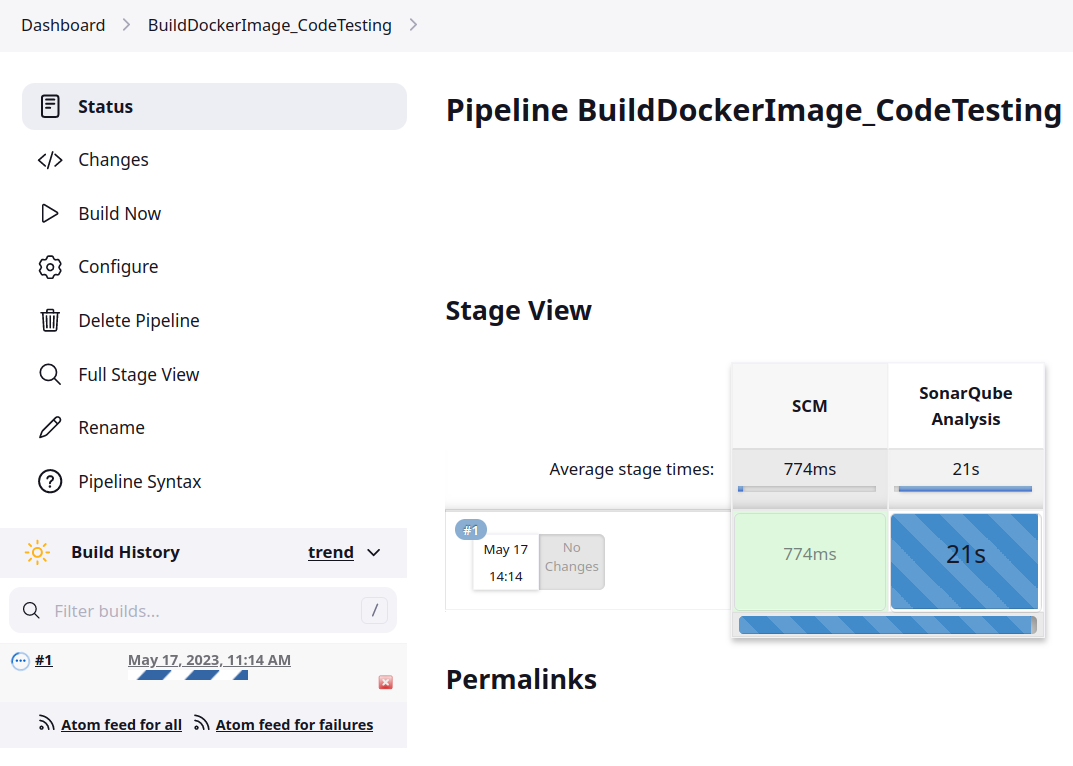 Dashboard
BuildDockerImage_CodeTesting
Status
Changes
Build Now
Configure
Delete Pipeline
Full Stage View
Rename
Pipeline Syntax
Build History
trend
Filter builds...
/
#1
May 17, 2023, 11:14 AM
Atom feed for all
Atom feed for failures
Pipeline BuildDockerImage_CodeTesting
Stage View
SCM
SonarQube
Analysis
Average stage times:
774ms
21s
#1
May 17
14:14
No
Changes
774ms
21s
Permalinks